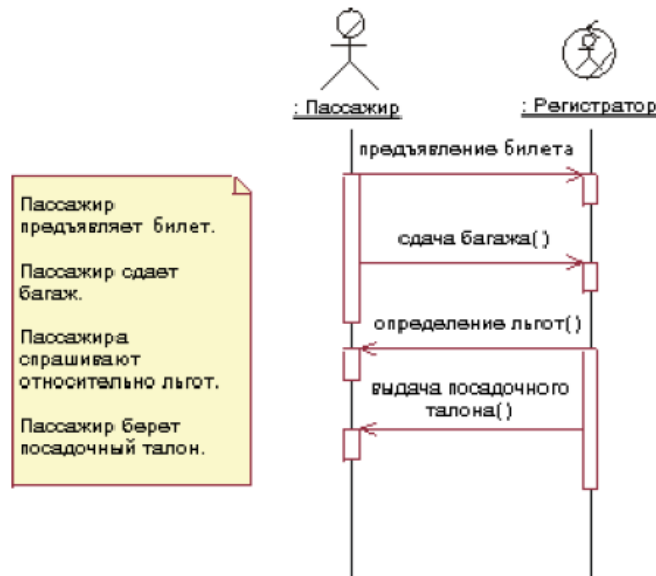 : Пассажир
: Регистратор
предъявление билета
Пассажир
предъявляет билет.
Пассажир сдает
багаж.
Пассажира
спрашивают
относительно льгот.
Пассажир берет
посадочный талон.
сдача багажа( )
определение льгот( )
выдача посадочного
талона( )